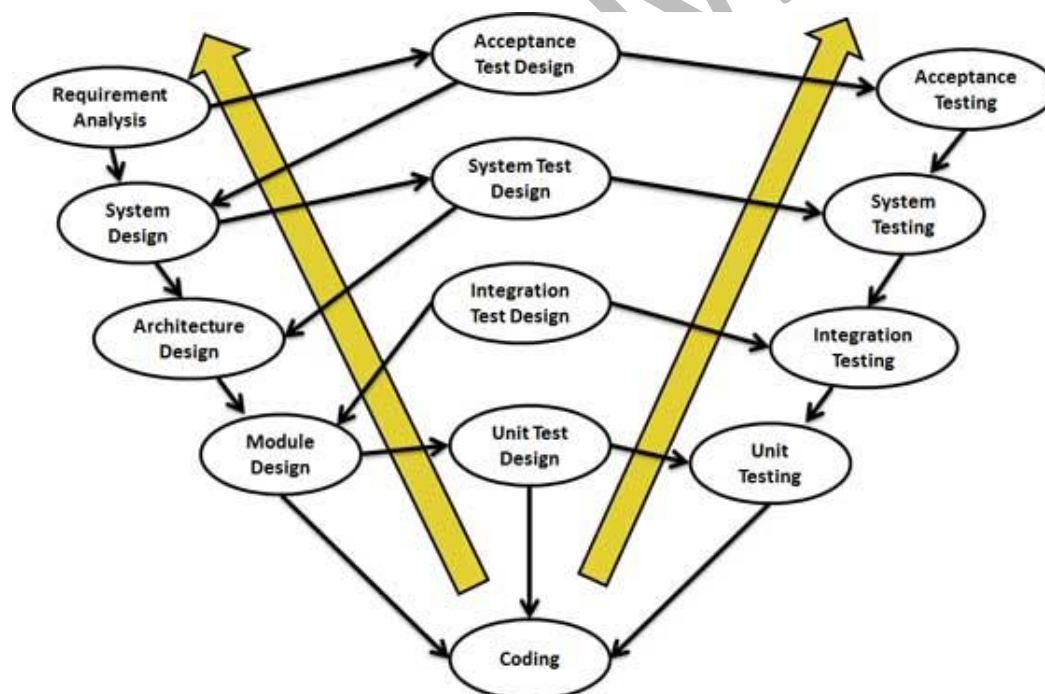 Acceptance
Test Design
Requirement
Analysis
Acceptance
Testing
System Test
Design
System
Design
System
Testing
Integration
Test Design
Architecture
Design
Integration
Testing
Unit Test
Design
Module
Design
Unit
Testing
Coding